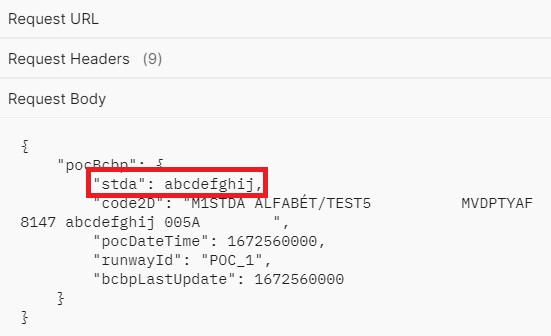 Request URL
Request Headers (9)
Request Body
{
"pocBcbp": {
"stda": abcdefghij,
"code2D": "M1STDA ALFABÉT/TEST5 MVDPTYAF
8147 abcdefghij 005A ",
"pocDateTime": 1672560000,
"runwayId": "POC_1",
"bcbpLastUpdate": 1672560000
}
}